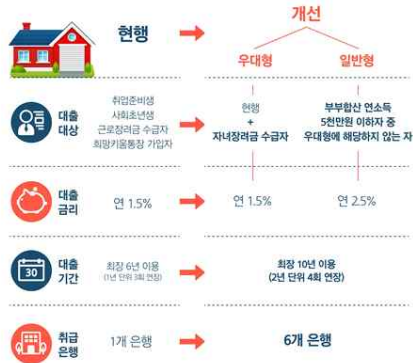 현행
개선
우대형
일반형
대출
대상
취업준비생
사회초년생
근로장려금 수급자
희망키움통장 가입자
현행
+
자녀장려금 수급자
부부합산 연소득
5천만원 이하자 중
우대형에 해당하지 않는 자
대출
금리
연 1.5%
연 1.5%
연 2.5%
30
대출
기간
최장 6년 이용
(1년 단위 3회 연장)
최장 10년 이용
(2년 단위 4회 연장)
취급
은행
1개 은행
6개 은행